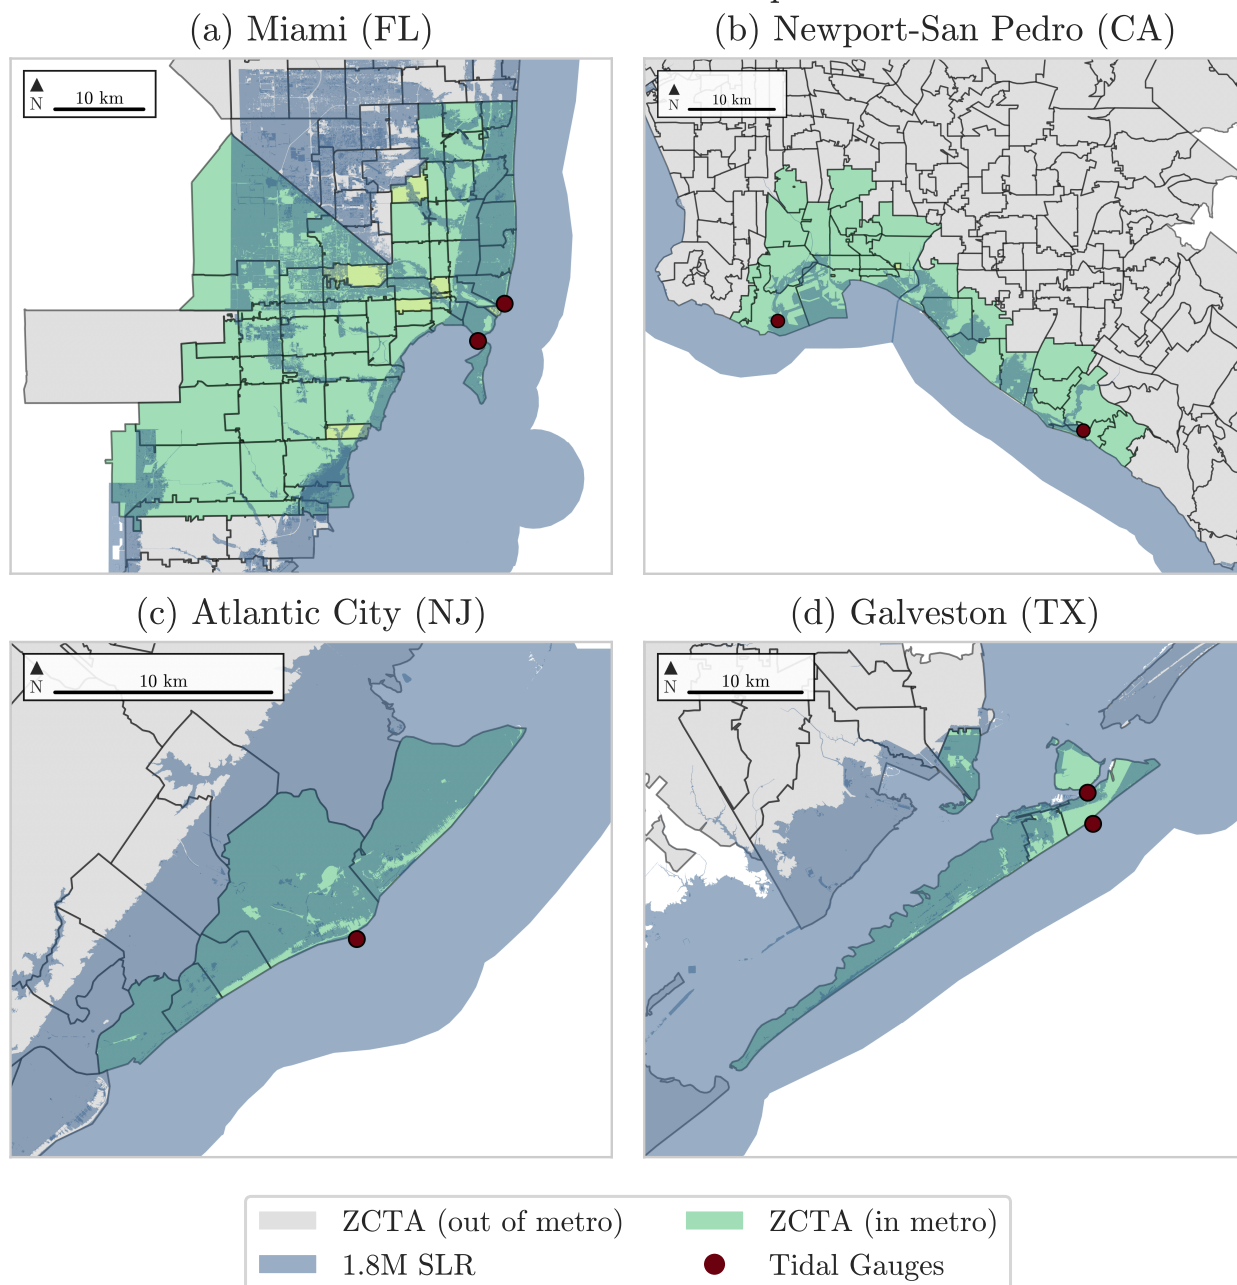 (a) Miami (FL)
(b) Newport-San Pedro (CA)
N
10 km
N
10 km
(c) Atlantic City (NJ)
(d) Galveston (TX)
N
10 km
N
10 km
ZCTA (out of metro)
ZCTA (in metro)
1.8M SLR
Tidal Gauges